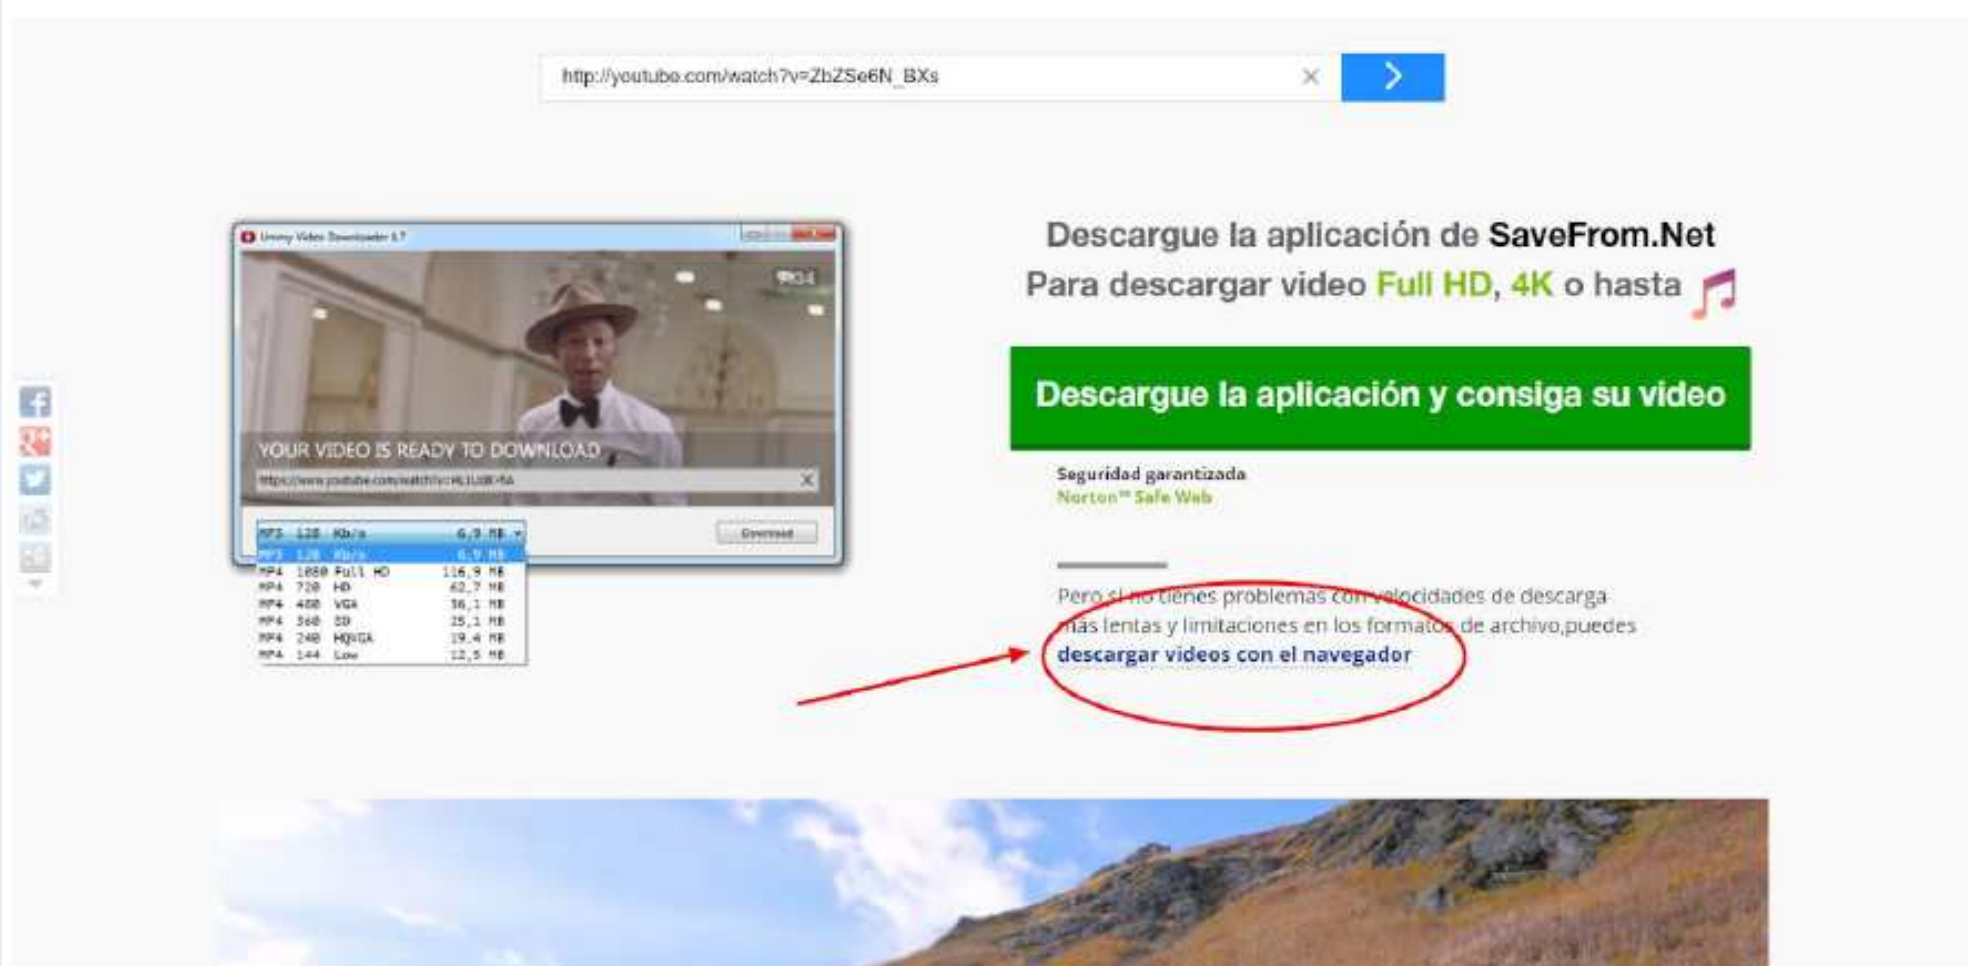 http://youtube.com/watch?v=ZbZSe6N_BXs
Ummy Video Downloader 1.7
YOUR VIDEO IS READY TO DOWNLOAD
Download
MP3 128 Kb/s 6,9 MB
MP3 128 Kb/s 6,9 MB
MP4 1080 Full HD 116,9 MB
MP4 720 HD 62,7 MB
MP4 480 VGA 36,1 MB
MP4 360 SD 25,1 MB
MP4 240 HQVGA 19,4 MB
MP4 144 Low 12,5 MB
Descargue la aplicación de SaveFrom.Net
Para descargar video Full HD, 4K o hasta
Descargue la aplicación y consiga su video
Seguridad garantizada
Norton™ Safe Web
Pero si no tienes problemas con velocidades de descarga
más lentas y limitaciones en los formatos de archivo,puedes
descargar videos con el navegador